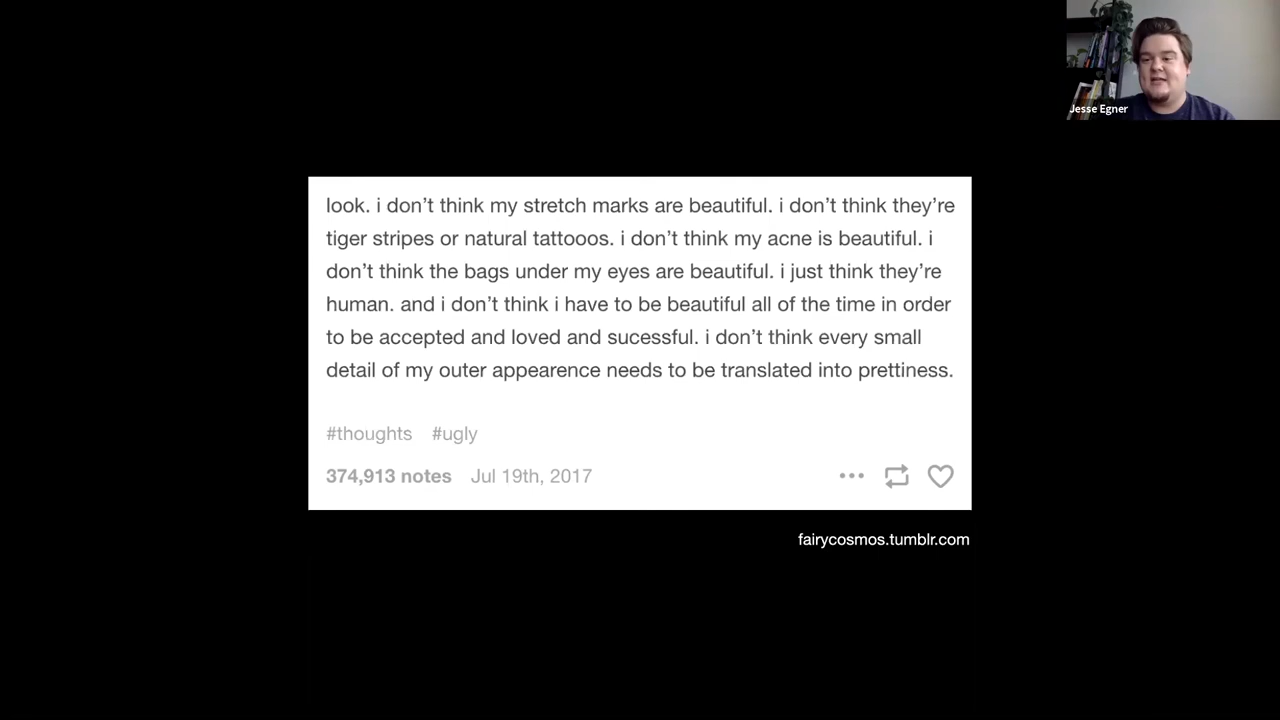 Jesse Egner
look. i don't think my stretch marks are beautiful. i don't think they're
tiger stripes or natural tattooos. i don't think my acne is beautiful. i
don't think the bags under my eyes are beautiful. i just think they're
human. and i don't think i have to be beautiful all of the time in order
to be accepted and loved and sucessful. i don't think every small
detail of my outer appearence needs to be translated into prettiness.
#thoughts #ugly
374,913 notes Jul 19th, 2017
fairycosmos.tumblr.com